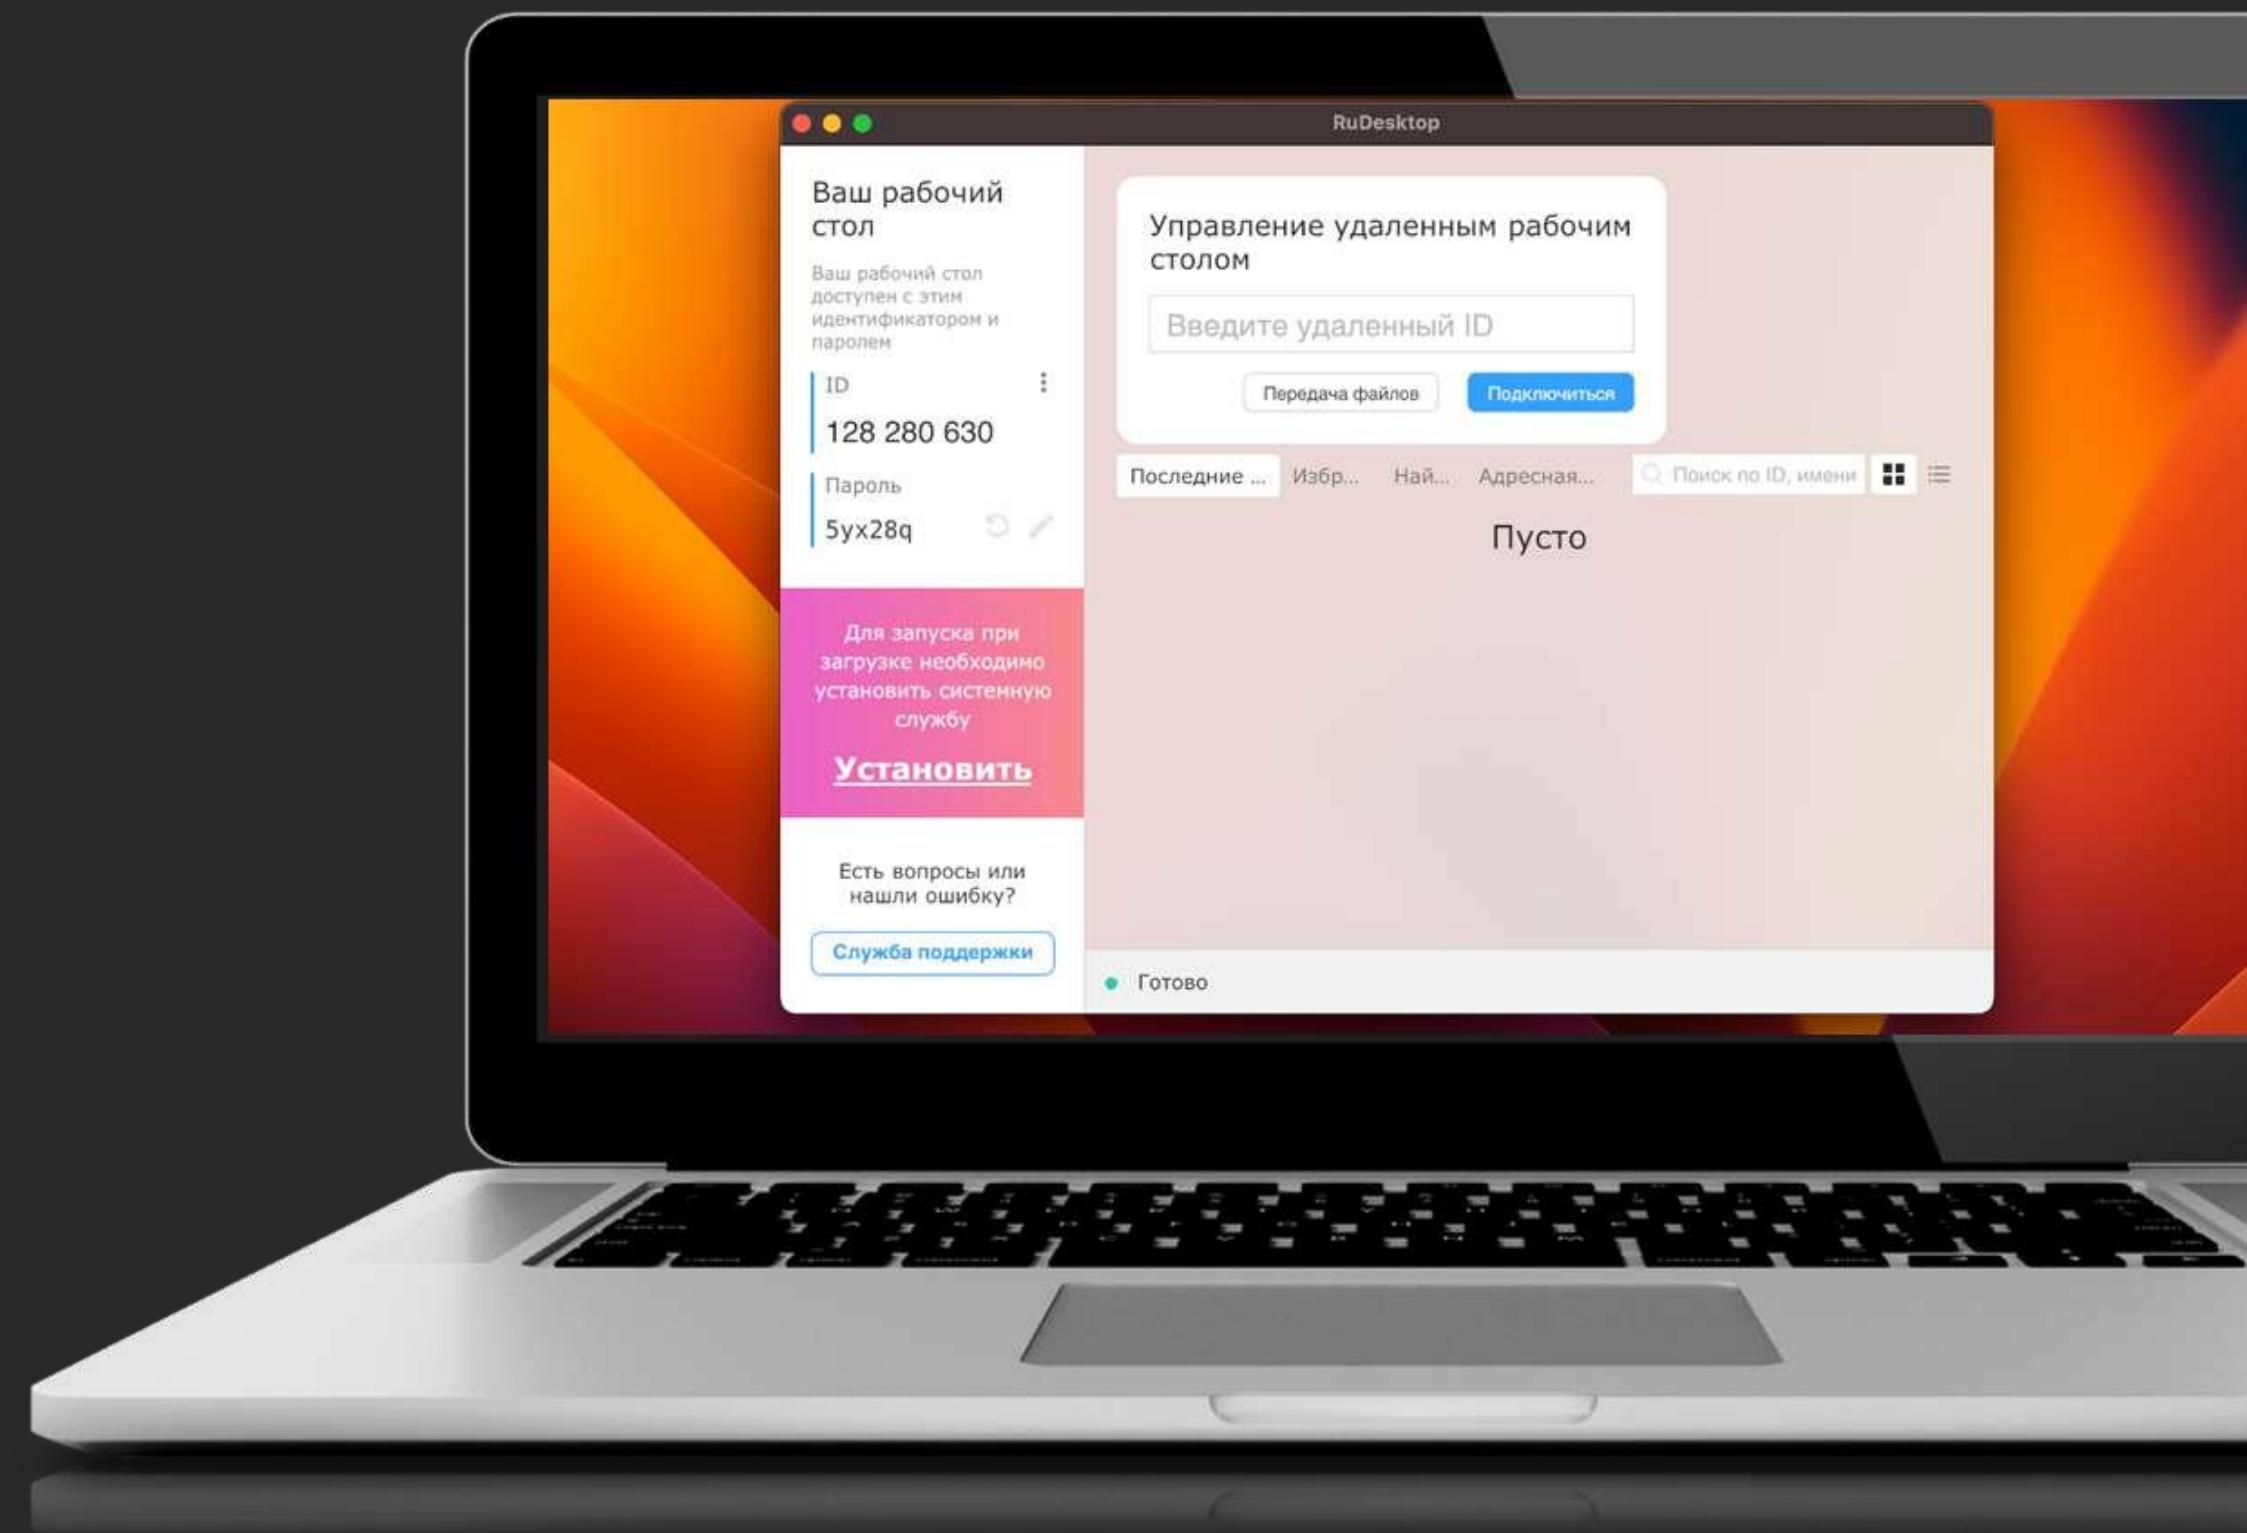 RuDesktop
Ваш рабочий
стол
Ваш рабочий стол
доступен с этим
идентификатором и
паролем
ID
128 280 630
Пароль
5yx28q
Для запуска при
загрузке необходимо
установить системную
службу
Установить
Есть вопросы или
нашли ошибку?
Служба поддержки
Управление удаленным рабочим
столом
Введите удаленный ID
Передача файлов
Подключиться
Последние ...
Избр...
Най...
Адресная...
Поиск по ID, имени
Пусто
Готово